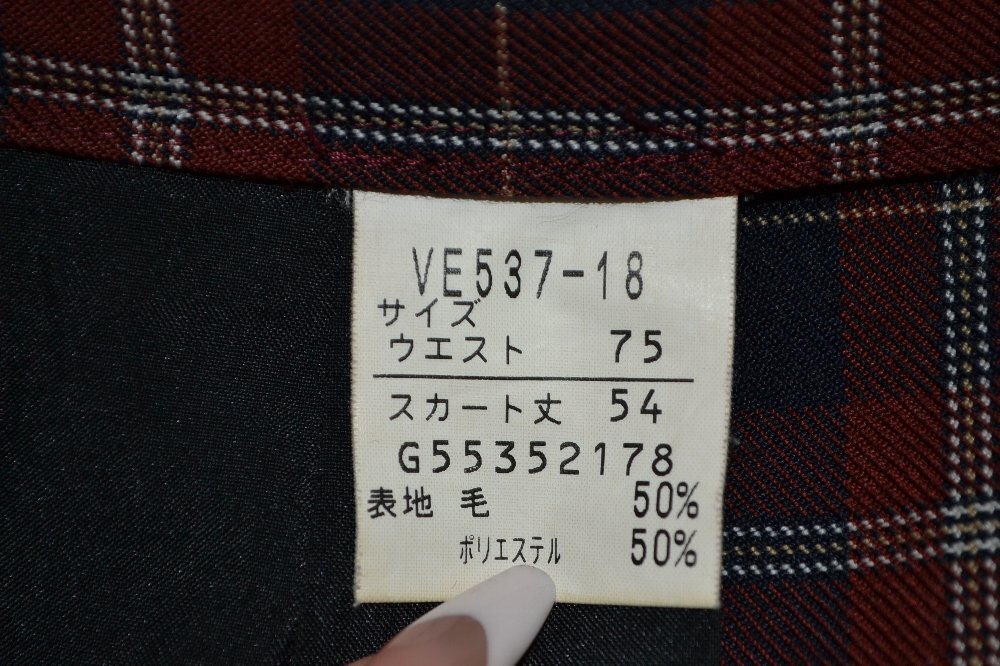 VE537-18
サイズ
ウエスト 75
スカート丈 54
G55352178
表地 毛 50%
ポリエステル 50%